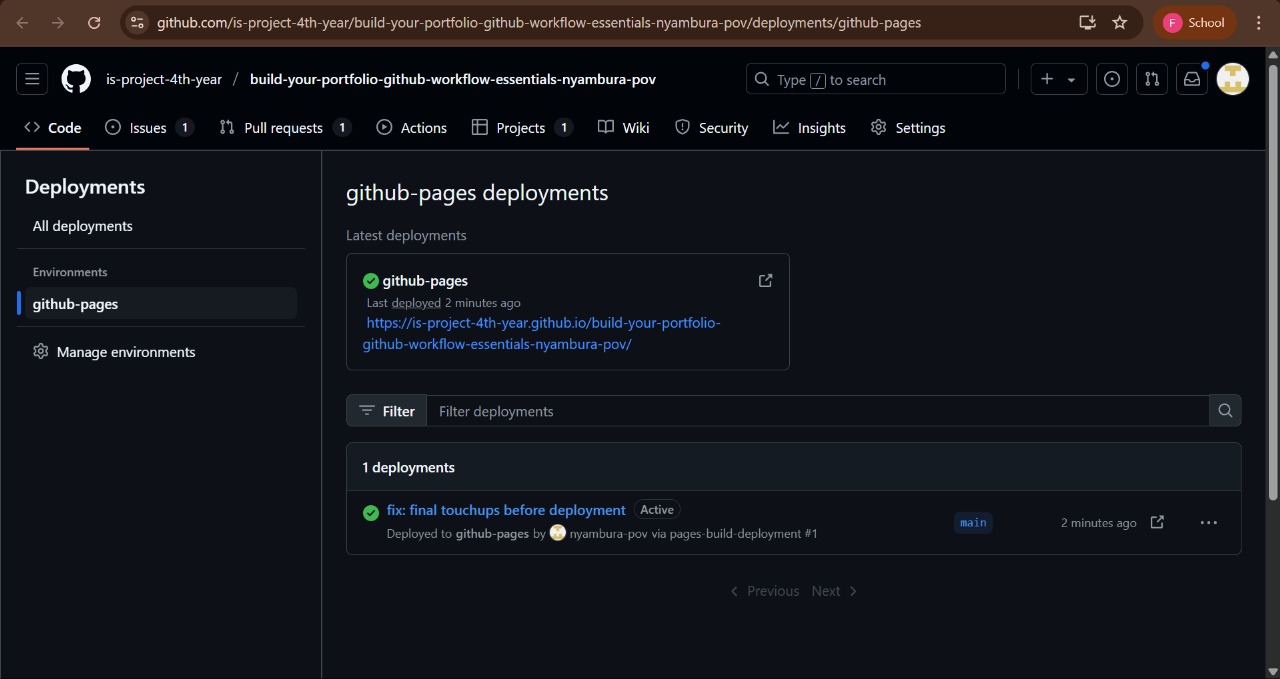 github.com/is-project-4th-year/build-your-portfolio-github-workflow-essentials-nyambura-pov/deployments/github-pages
F School
is-project-4th-year / build-your-portfolio-github-workflow-essentials-nyambura-pov
Type / to search
Code Issues 1 Pull requests 1 Actions Projects 1 Wiki Security Insights Settings
Deployments
All deployments
Environments
github-pages
Manage environments
github-pages deployments
Latest deployments
github-pages
Last deployed 2 minutes ago
https://is-project-4th-year.github.io/build-your-portfolio-
github-workflow-essentials-nyambura-pov/
Filter Filter deployments
1 deployments
fix: final touchups before deployment Active
Deployed to github-pages by nyambura-pov via pages-build-deployment #1
main 2 minutes ago
Previous Next